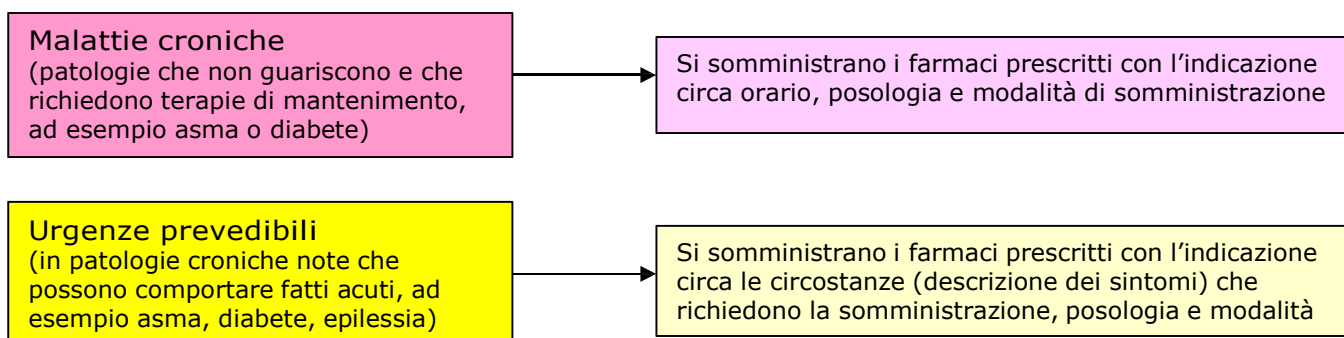 Malattie croniche
(patologie che non guariscono e che
richiedono terapie di mantenimento,
ad esempio asma o diabete)
Si somministrano i farmaci prescritti con l’indicazione
circa orario, posologia e modalità di somministrazione
Urgenze prevedibili
(in patologie croniche note che
possono comportare fatti acuti, ad
esempio asma, diabete, epilessia)
Si somministrano i farmaci prescritti con l’indicazione
circa le circostanze (descrizione dei sintomi) che
richiedono la somministrazione, posologia e modalità